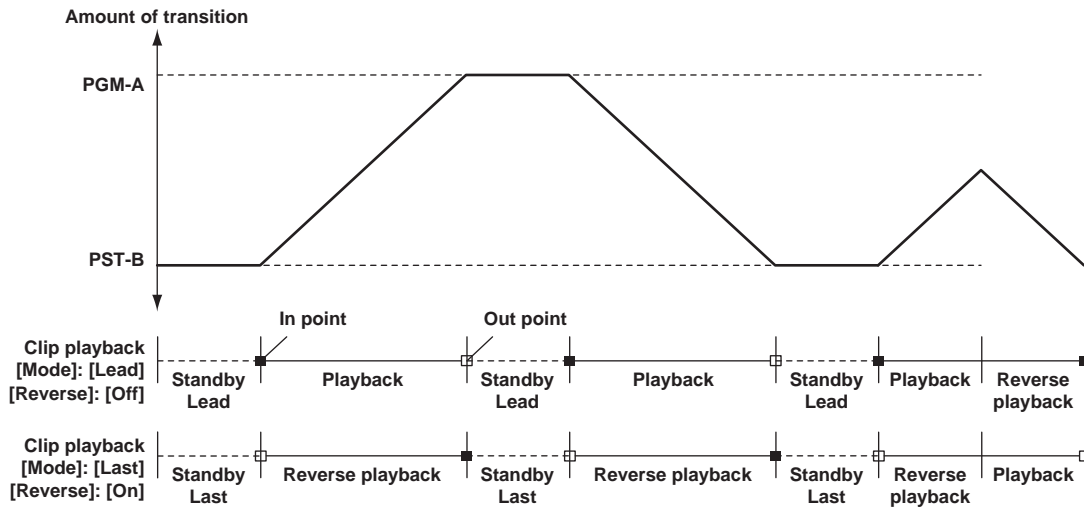 Amount of transition
PGM-A
PST-B
In point
Out point
Clip playback
[Mode]: [Lead]
[Reverse]: [Off]
Standby
Lead
Playback
Standby
Lead
Playback
Standby
Lead
Playback
Reverse
playback
Clip playback
[Mode]: [Last]
[Reverse]: [On]
Standby
Last
Reverse playback
Standby
Last
Reverse playback
Standby
Last
Reverse
playback
Playback